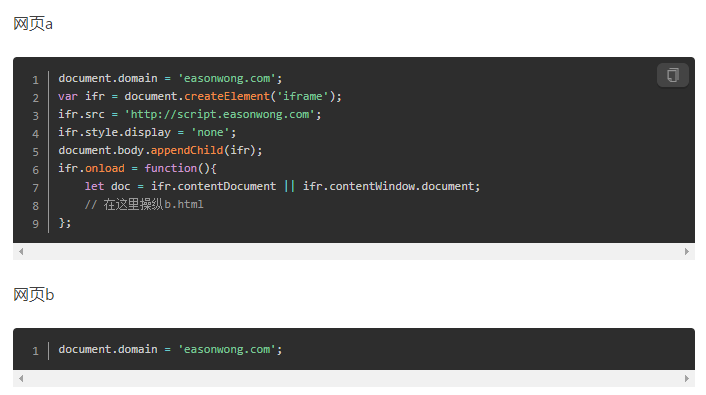 网页a
1 document.domain = 'easonwong.com';
2 var ifr = document.createElement('iframe');
3 ifr.src = 'http://script.easonwong.com';
4 ifr.style.display = 'none';
5 document.body.appendChild(ifr);
6 ifr.onload = function(){
7     let doc = ifr.contentDocument || ifr.contentWindow.document;
8     // 在这里操纵b.html
9 };
网页b
1 document.domain = 'easonwong.com';